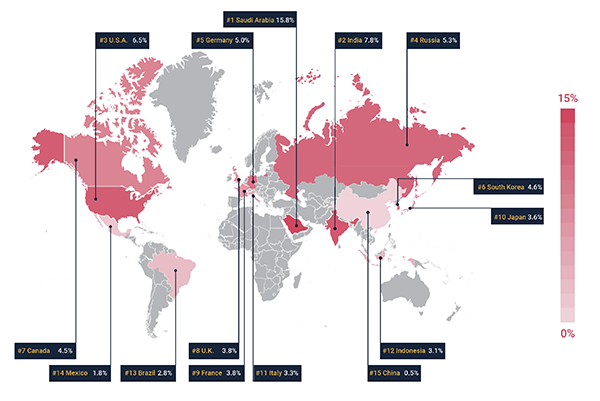 #1 Saudi Arabia 15.8%
#3 U.S.A. 6.5%
#5 Germany 5.0%
#2 India 7.8%
#4 Russia 5.3%
15%
#6 South Korea 4.6%
#10 Japan 3.6%
0%
#7 Canada 4.5%
#8 U.K. 3.8%
#12 Indonesia 3.1%
#14 Mexico 1.8%
#13 Brazil 2.8%
#9 France 3.8%
#11 Italy 3.3%
#15 China 0.5%